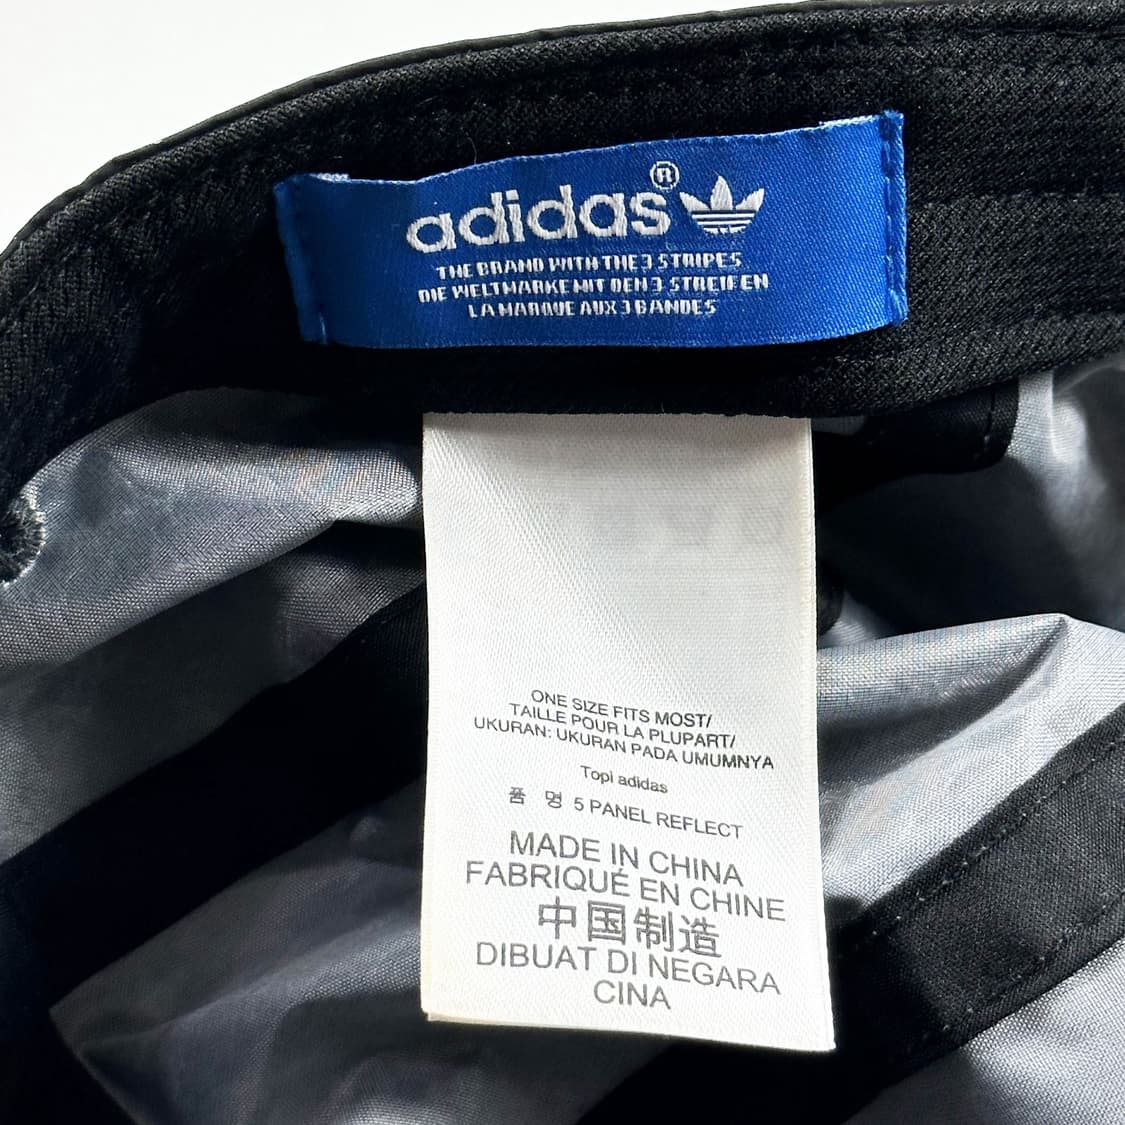 adidas®
THE BRAND WITH THE 3 STRIPES
DIE WELTMARKE MIT DEN 3 STREIFEN
LA MARQUE AUX 3 BANDES
ONE SIZE FITS MOST/
TAILLE POUR LA PLUPART/
UKURAN: UKURAN PADA UMUMNYA
Topi adidas
품 명 5 PANEL REFLECT
MADE IN CHINA
FABRIQUÉ EN CHINE
中国制造
DIBUAT DI NEGARA
CINA